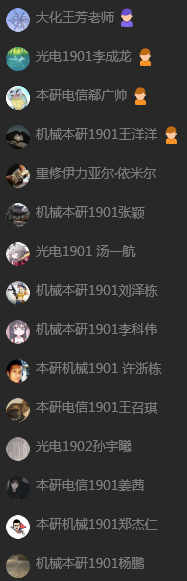 大化王芳老师
光电1901李成龙
本研电信郗广帅
机械本研1901王洋洋
重修伊力亚尔·依米尔
机械本研1901张颖
光电1901 汤一航
机械本研1901刘泽栋
机械本研1901李科伟
本研机械1901 许浙栋
本研电信1901王召琪
光电1902孙宇曦
本研电信1901姜茜
本研机械1901郑杰仁
机械本研1901杨鹏